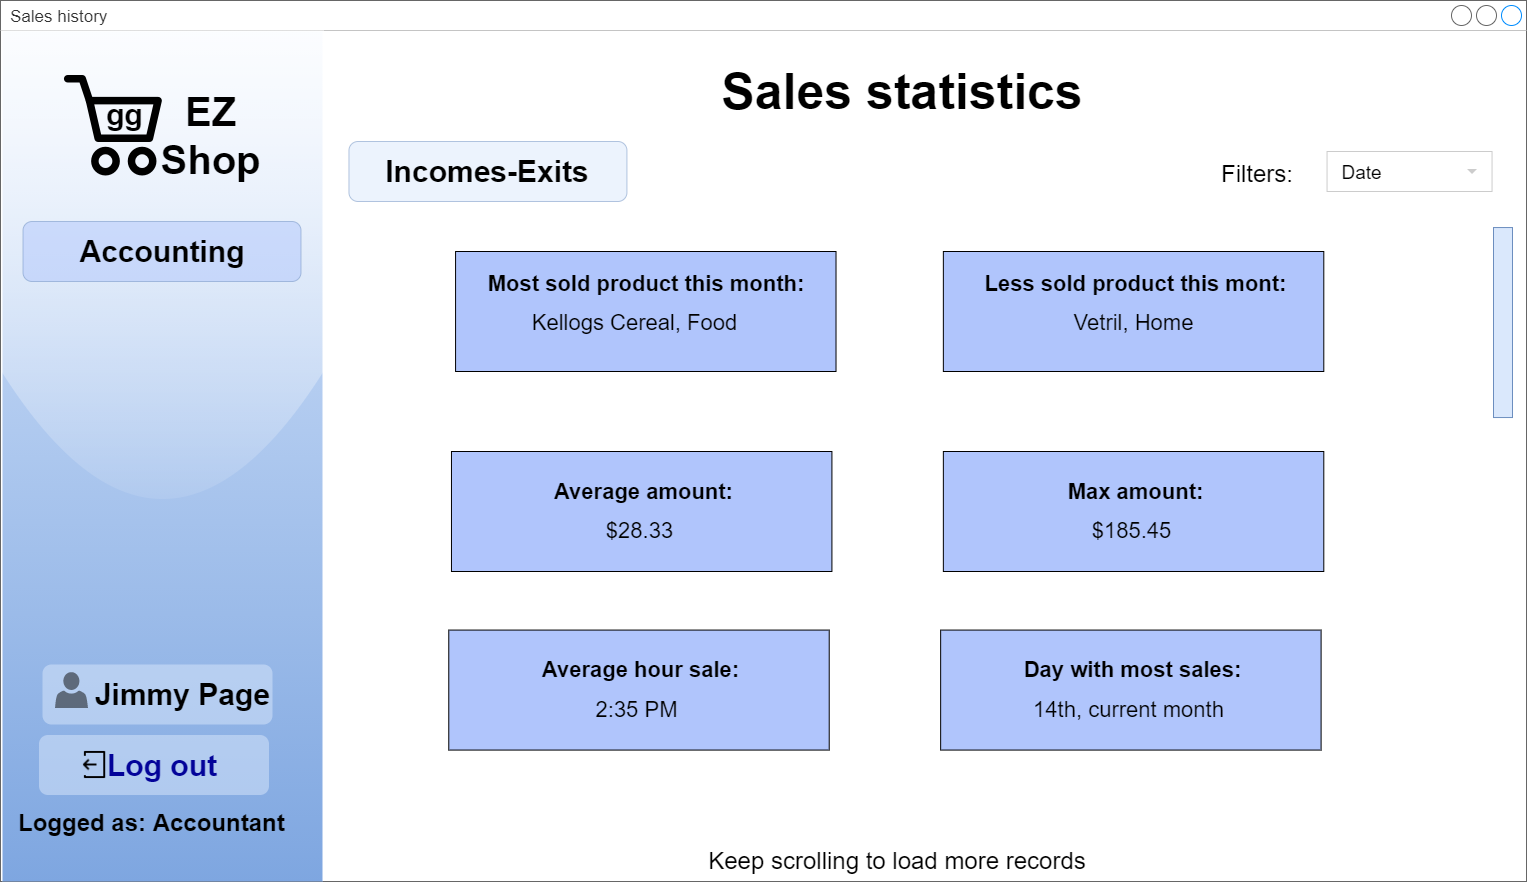 Sales history
gg
EZ
Shop
Accounting
Jimmy Page
Log out
Logged as: Accountant
Sales statistics
Incomes-Exits
Filters:
Date
Most sold product this month:
Kellogs Cereal, Food
Less sold product this mont:
Vetril, Home
Average amount:
$28.33
Max amount:
$185.45
Average hour sale:
2:35 PM
Day with most sales:
14th, current month
Keep scrolling to load more records